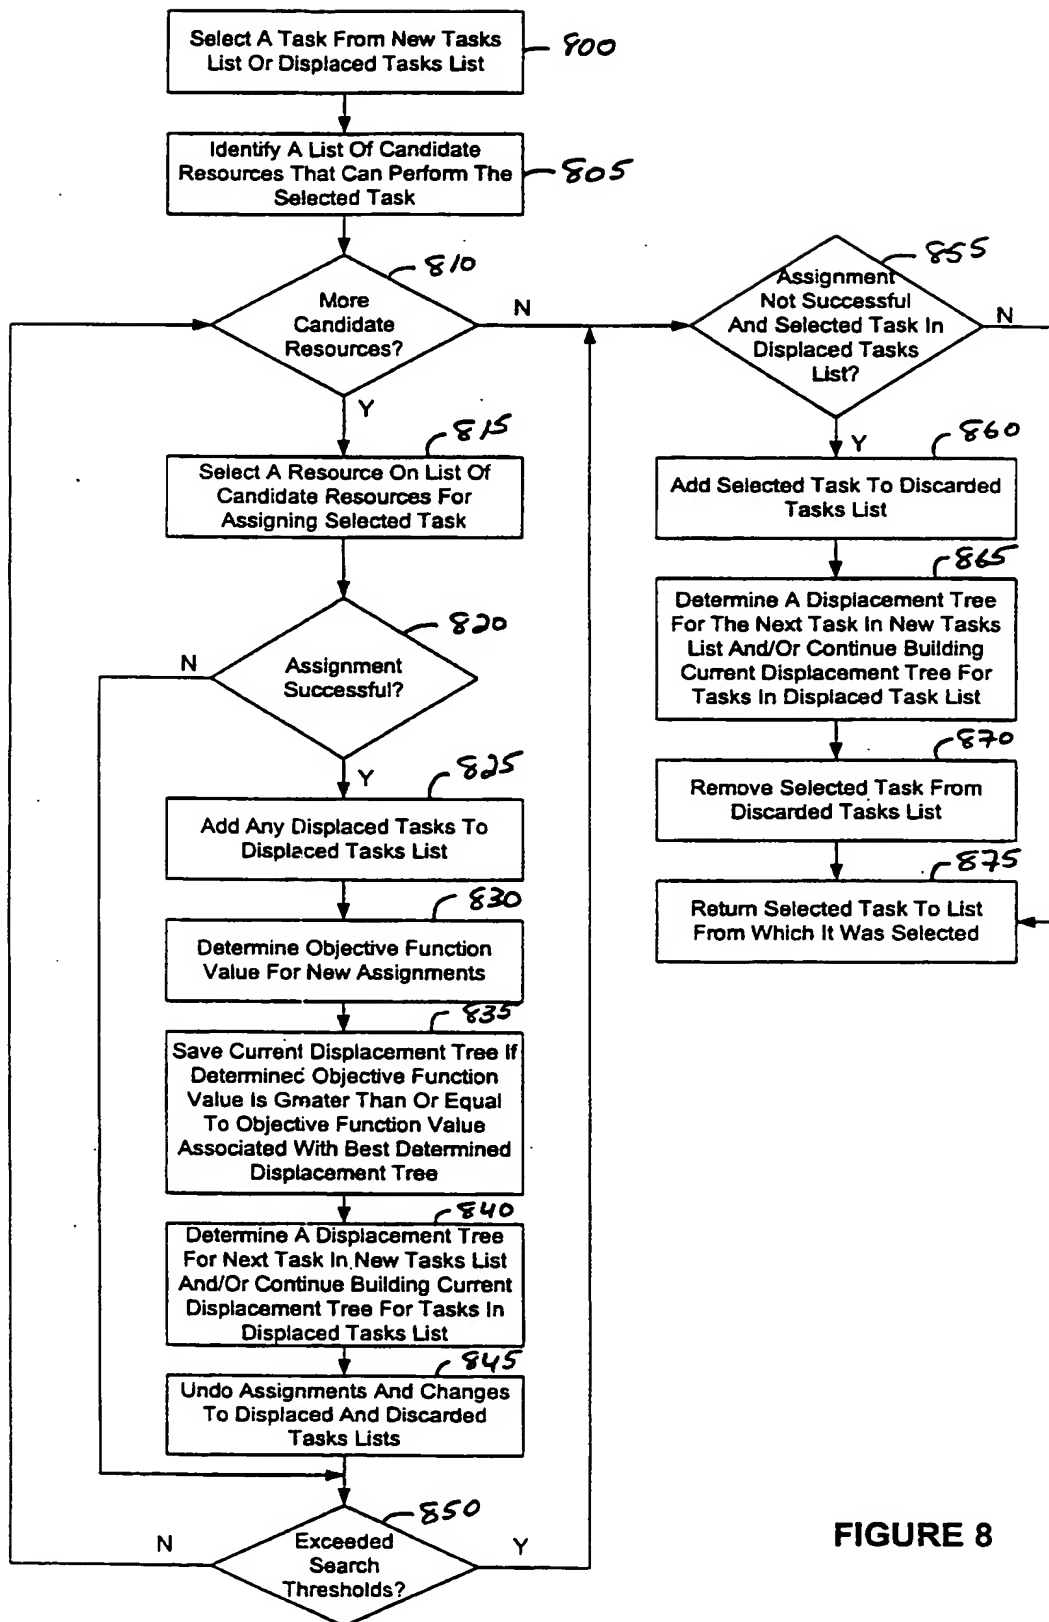 Select A Task From New Tasks
List Or Displaced Tasks List
800
Identify A List Of Candidate
Resources That Can Perform The
Selected Task
805
810
More
Candidate
Resources?
N
Y
815
Select A Resource On List Of
Candidate Resources For
Assigning Selected Task
820
Assignment
Successful?
N
Y
825
Add Any Displaced Tasks To
Displaced Tasks List
830
Determine Objective Function
Value For New Assignments
835
Save Current Displacement Tree If
Determined Objective Function
Value Is Greater Than Or Equal
To Objective Function Value
Associated With Best Determined
Displacement Tree
840
Determine A Displacement Tree
For Next Task In New Tasks List
And/Or Continue Building Current
Displacement Tree For Tasks In
Displaced Tasks List
845
Undo Assignments And Changes
To Displaced And Discarded
Tasks Lists
850
Exceeded
Search
Thresholds?
N
Y
855
Assignment
Not Successful
And Selected Task In
Displaced Tasks
List?
N
Y
860
Add Selected Task To Discarded
Tasks List
865
Determine A Displacement Tree
For The Next Task In New Tasks
List And/Or Continue Building
Current Displacement Tree For
Tasks In Displaced Task List
870
Remove Selected Task From
Discarded Tasks List
875
Return Selected Task To List
From Which It Was Selected
FIGURE 8